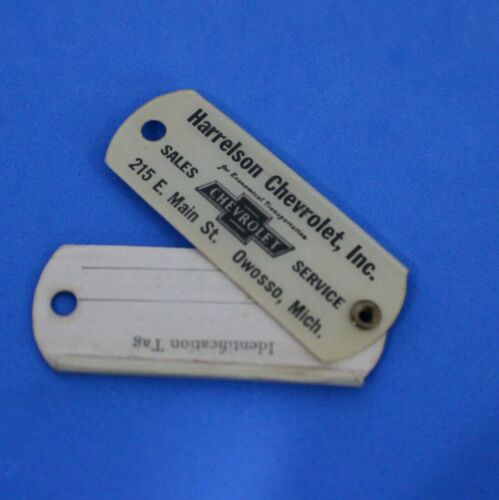 Harrelson Chevrolet, Inc.
for Economical Transportation
SALES CHEVROLET SERVICE
215 E. Main St. Owosso, Mich.
Identification Tag